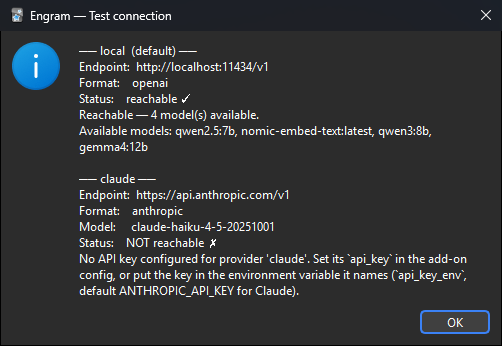 Engram — Test connection
── local (default) ──
Endpoint: http://localhost:11434/v1
Format: openai
Status: reachable ✓
Reachable — 4 model(s) available.
Available models: qwen2.5:7b, nomic-embed-text:latest, qwen3:8b,
gemma4:12b
── claude ──
Endpoint: https://api.anthropic.com/v1
Format: anthropic
Model: claude-haiku-4-5-20251001
Status: NOT reachable ✗
No API key configured for provider 'claude'. Set its `api_key` in the add-on
config, or put the key in the environment variable it names (`api_key_env`,
default ANTHROPIC_API_KEY for Claude).
OK